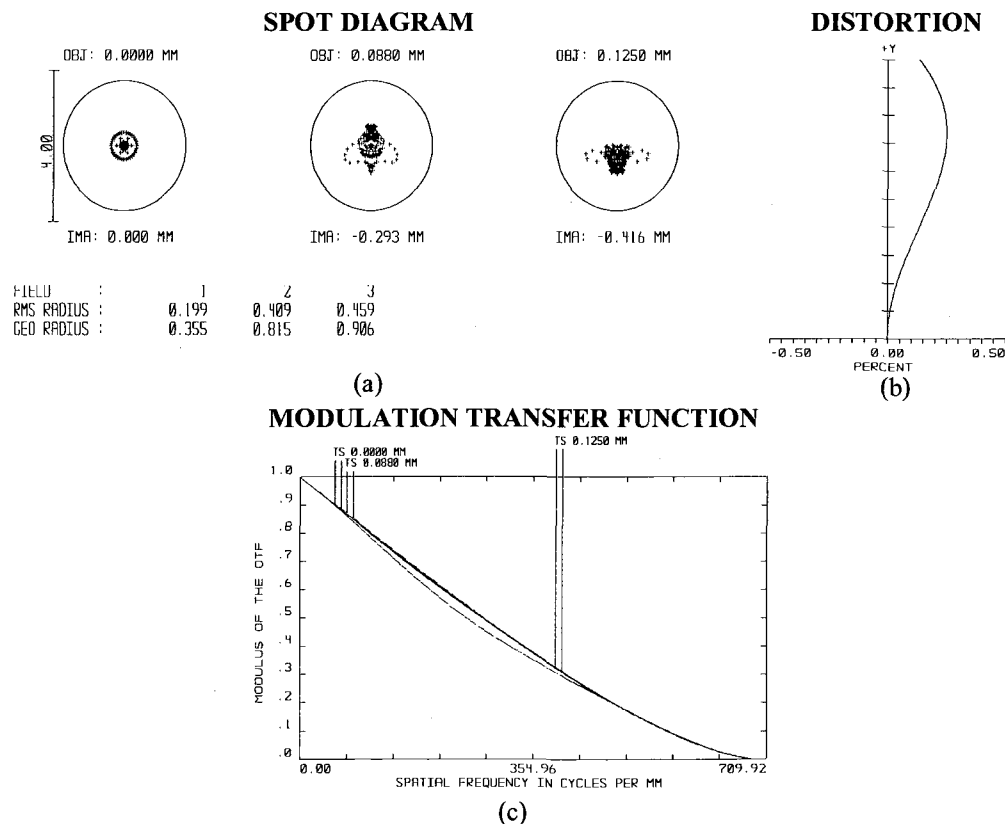 SPOT DIAGRAM
OBJ: 0.0000 MM
OBJ: 0.0880 MM
OBJ: 0.1250 MM
4.00
IMA: 0.000 MM
IMA: -0.293 MM
IMA: -0.416 MM
FIELD : 1 2 3
RMS RADIUS : 0.199 0.409 0.459
GEO RADIUS : 0.355 0.815 0.906
(a)
DISTORTION
+Y
-0.50 0.00 0.50
PERCENT
(b)
MODULATION TRANSFER FUNCTION
TS 0.0000 MM
TS 0.0880 MM
TS 0.1250 MM
1.0
.9
.8
.7
.6
.5
.4
.3
.2
.1
.0
MODULUS OF THE OTF
0.00 354.96 709.92
SPATIAL FREQUENCY IN CYCLES PER MM
(c)